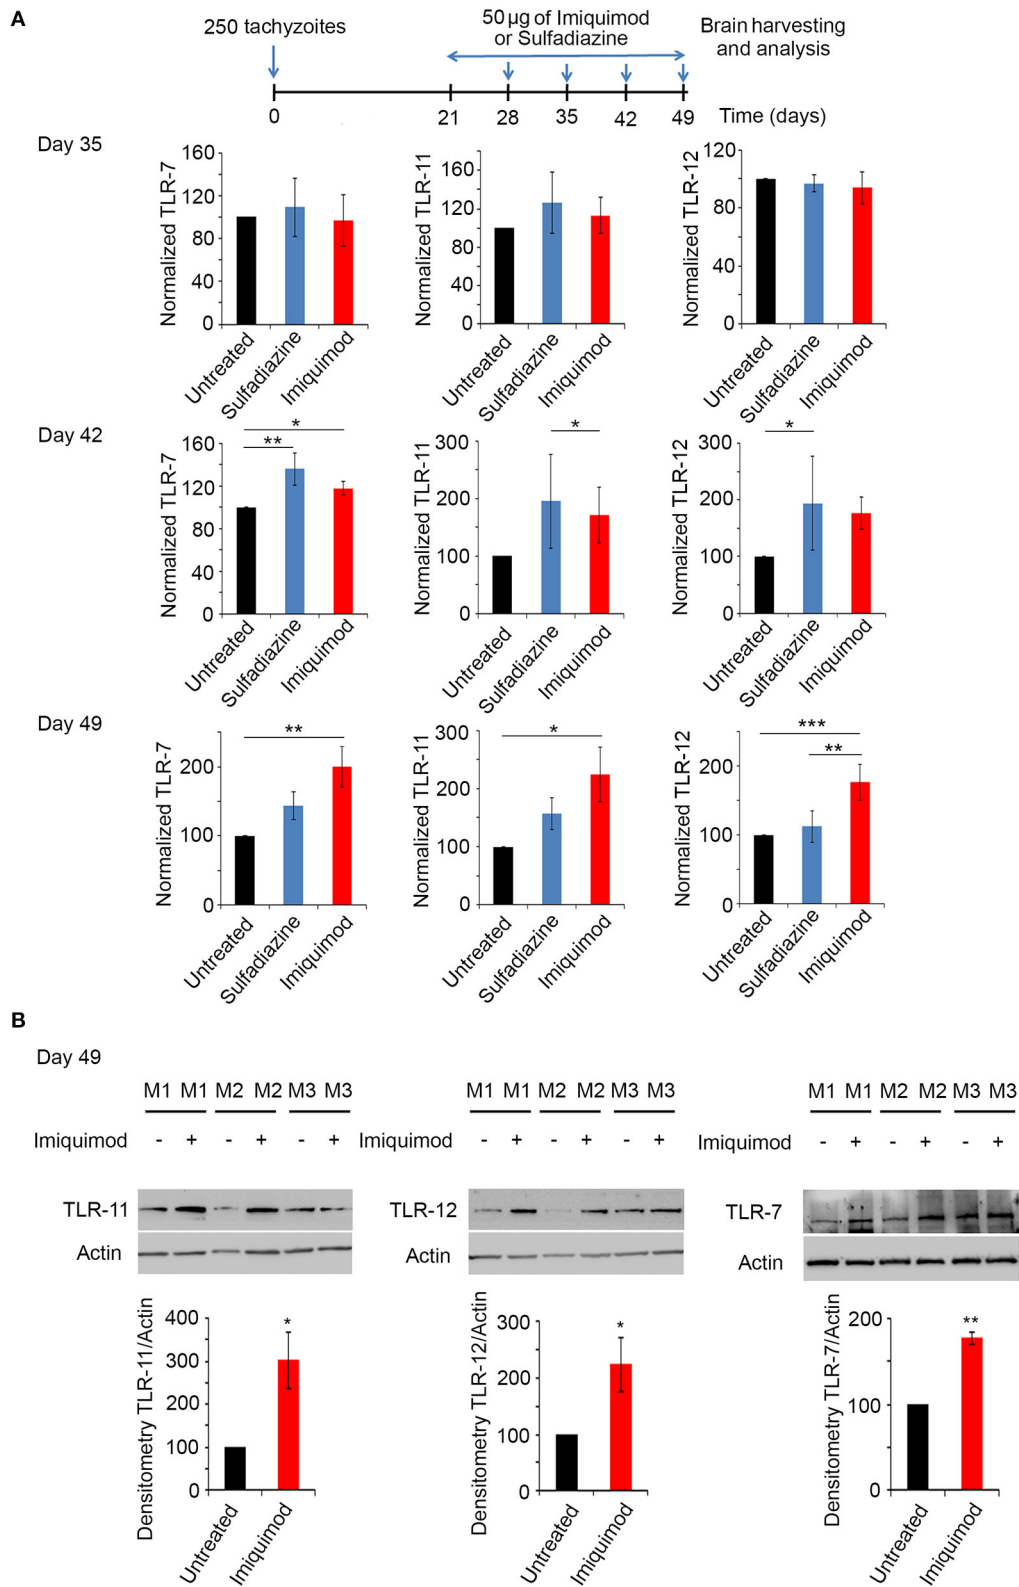 A
250 tachyzoites
50 µg of Imiquimod
or Sulfadiazine
Brain harvesting
and analysis
0 21 28 35 42 49 Time (days)
Day 35
Normalized TLR-7
160
120
80
40
0
Untreated
Sulfadiazine
Imiquimod
Normalized TLR-11
160
120
80
40
0
Untreated
Sulfadiazine
Imiquimod
Normalized TLR-12
120
80
40
0
Untreated
Sulfadiazine
Imiquimod
Day 42
Normalized TLR-7
160
120
80
40
0
*
**
Untreated
Sulfadiazine
Imiquimod
Normalized TLR-11
300
200
100
0
*
Untreated
Sulfadiazine
Imiquimod
Normalized TLR-12
300
200
100
0
*
Untreated
Sulfadiazine
Imiquimod
Day 49
Normalized TLR-7
200
100
0
**
Untreated
Sulfadiazine
Imiquimod
Normalized TLR-11
300
200
100
0
*
Untreated
Sulfadiazine
Imiquimod
Normalized TLR-12
200
100
0
***
**
Untreated
Sulfadiazine
Imiquimod
B
Day 49
M1 M1 M2 M2 M3 M3
Imiquimod - + - + - +
TLR-11
Actin
M1 M1 M2 M2 M3 M3
Imiquimod - + - + - +
TLR-12
Actin
M1 M1 M2 M2 M3 M3
Imiquimod - + - + - +
TLR-7
Actin
Densitometry TLR-11/Actin
400
300
200
100
0
*
Untreated
Imiquimod
Densitometry TLR-12/Actin
300
200
100
0
*
Untreated
Imiquimod
Densitometry TLR-7/Actin
200
100
0
**
Untreated
Imiquimod